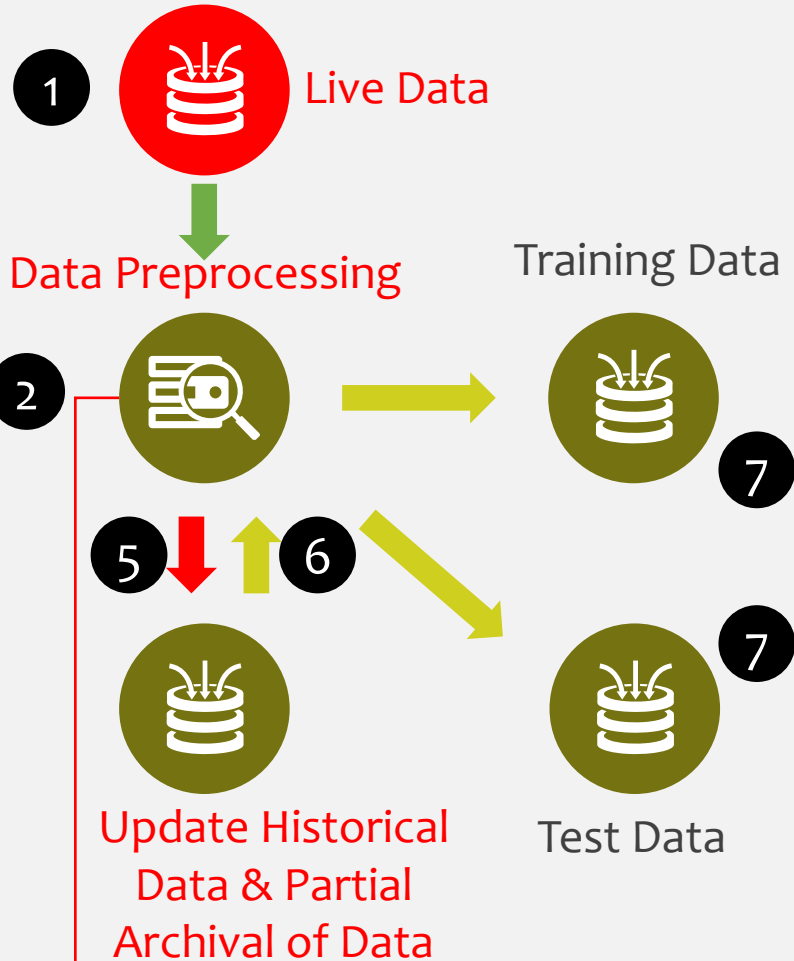 1
Live Data
Data Preprocessing
Training Data
2
7
5
6
7
Update Historical
Data & Partial
Archival of Data
Test Data